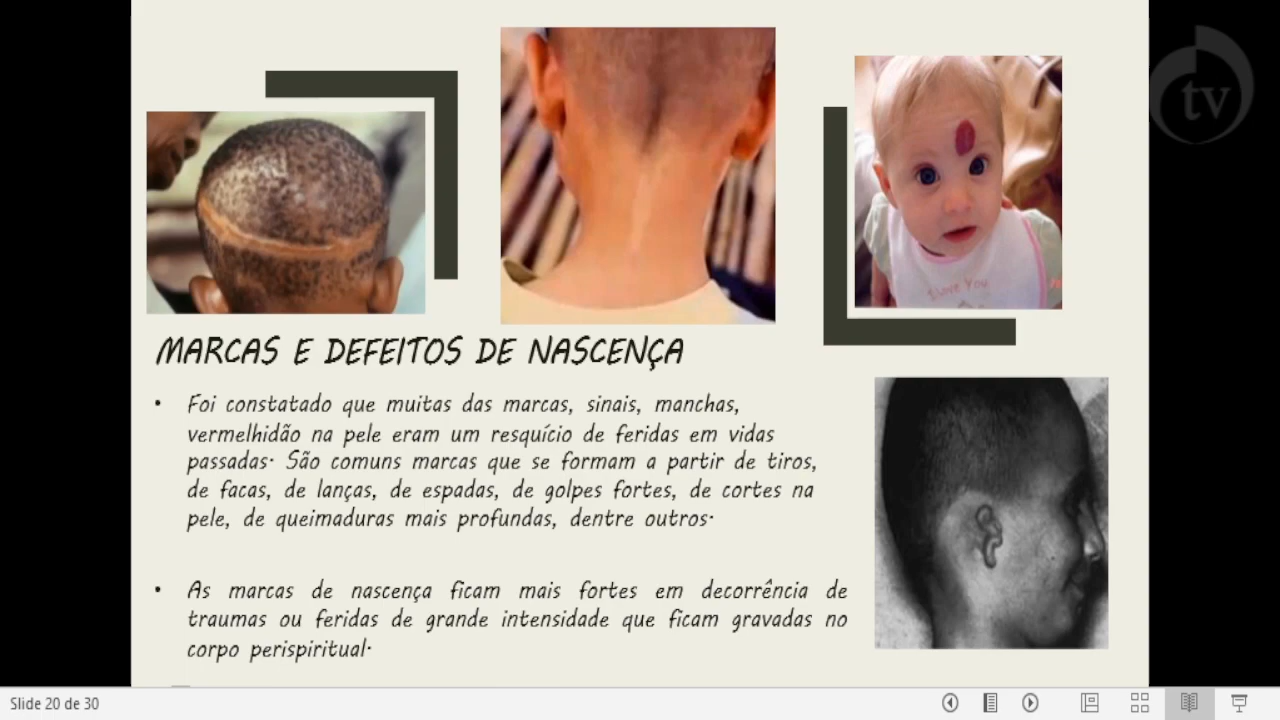 tv
I Love You
MARCAS E DEFEITOS DE NASCENÇA
• Foi constatado que muitas das marcas, sinais, manchas,
vermelhidão na pele eram um resquício de feridas em vidas
passadas. São comuns marcas que se formam a partir de tiros,
de facas, de lanças, de espadas, de golpes fortes, de cortes na
pele, de queimaduras mais profundas, dentre outros.
• As marcas de nascença ficam mais fortes em decorrência de
traumas ou feridas de grande intensidade que ficam gravadas no
corpo perispiritual.
Slide 20 de 30